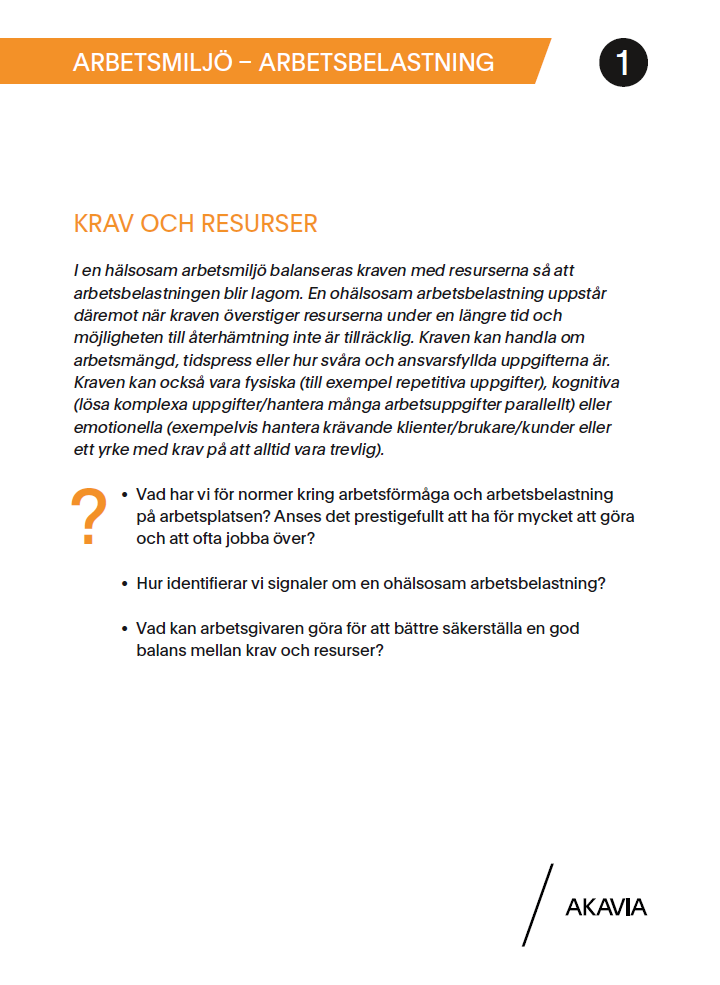 ARBETSMILJÖ – ARBETSBELASTNING
1
KRAV OCH RESURSER
I en hälsosam arbetsmiljö balanseras kraven med resurserna så att
arbetsbelastningen blir lagom. En ohälsosam arbetsbelastning uppstår
däremot när kraven överstiger resurserna under en längre tid och
möjligheten till återhämtning inte är tillräcklig. Kraven kan handla om
arbetsmängd, tidspress eller hur svåra och ansvarsfyllda uppgifterna är.
Kraven kan också vara fysiska (till exempel repetitiva uppgifter), kognitiva
(lösa komplexa uppgifter/hantera många arbetsuppgifter parallellt) eller
emotionella (exempelvis hantera krävande klienter/brukare/kunder eller
ett yrke med krav på att alltid vara trevlig).
?
• Vad har vi för normer kring arbetsförmåga och arbetsbelastning
på arbetsplatsen? Anses det prestigefullt att ha för mycket att göra
och att ofta jobba över?
• Hur identifierar vi signaler om en ohälsosam arbetsbelastning?
• Vad kan arbetsgivaren göra för att bättre säkerställa en god
balans mellan krav och resurser?
AKAVIA